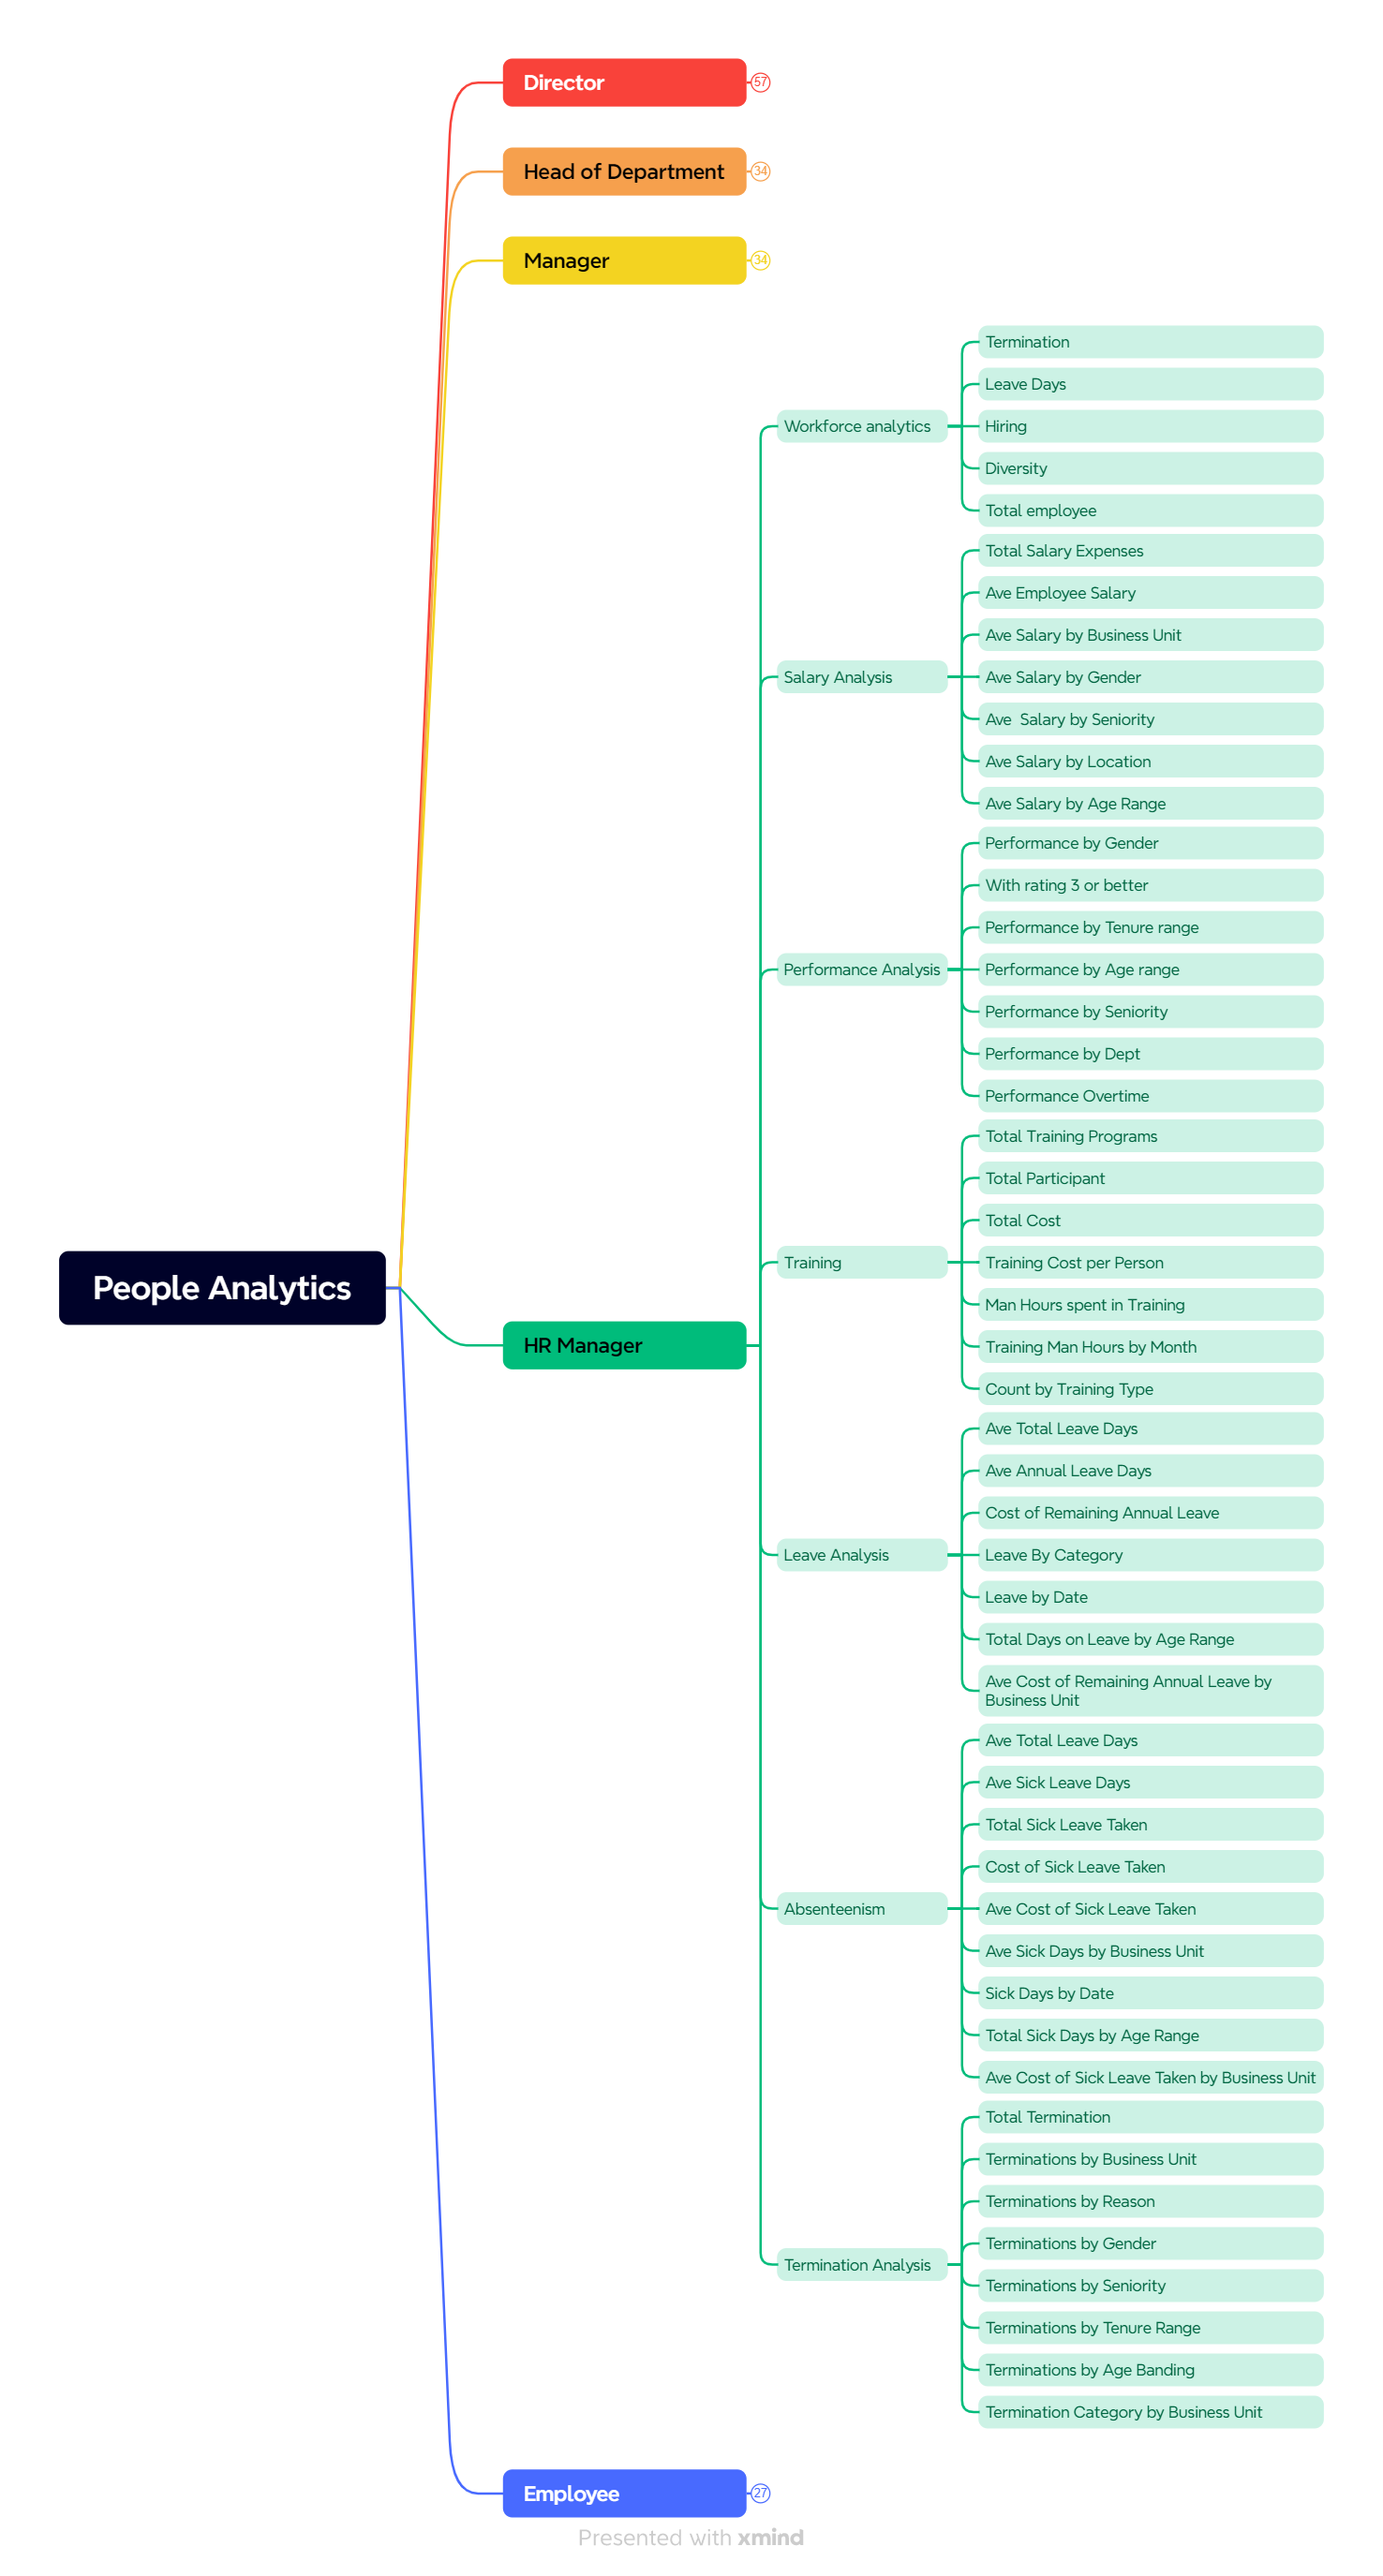 Director
57
Head of Department
34
Manager
34
Termination
Leave Days
Workforce analytics
Hiring
Diversity
Total employee
Total Salary Expenses
Ave Employee Salary
Ave Salary by Business Unit
Salary Analysis
Ave Salary by Gender
Ave  Salary by Seniority
Ave Salary by Location
Ave Salary by Age Range
Performance by Gender
With rating 3 or better
Performance by Tenure range
Performance Analysis
Performance by Age range
Performance by Seniority
Performance by Dept
Performance Overtime
Total Training Programs
Total Participant
Total Cost
Training
Training Cost per Person
People Analytics
Man Hours spent in Training
HR Manager
Training Man Hours by Month
Count by Training Type
Ave Total Leave Days
Ave Annual Leave Days
Cost of Remaining Annual Leave
Leave Analysis
Leave By Category
Leave by Date
Total Days on Leave by Age Range
Ave Cost of Remaining Annual Leave by
Business Unit
Ave Total Leave Days
Ave Sick Leave Days
Total Sick Leave Taken
Cost of Sick Leave Taken
Absenteenism
Ave Cost of Sick Leave Taken
Ave Sick Days by Business Unit
Sick Days by Date
Total Sick Days by Age Range
Ave Cost of Sick Leave Taken by Business Unit
Total Termination
Terminations by Business Unit
Terminations by Reason
Terminations by Gender
Termination Analysis
Terminations by Seniority
Terminations by Tenure Range
Terminations by Age Banding
Termination Category by Business Unit
Employee
27
Presented with xmind